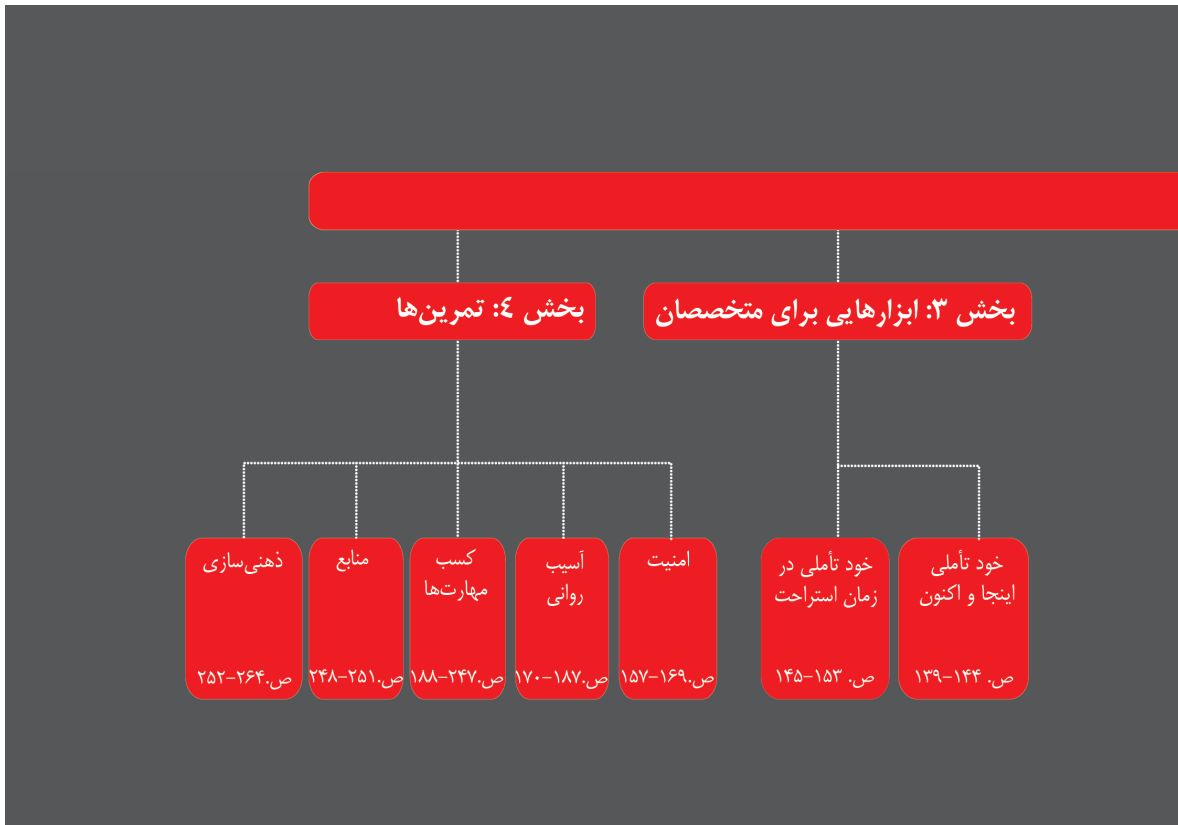 بخش ۳: ابزارهایی برای متخصصان
بخش ٤: تمرین‌ها
خود تأملی
اینجا و اکنون
ص. ۱۴۴-۱۳۹
خود تأملی در
زمان استراحت
ص. ۱۵۳-۱۴۵
امنیت
ص.۱۶۹-۱۵۷
آسیب
روانی
ص.۱۸۷-۱۷۰
کسب
مهارت‌ها
ص.۲۴۷-۱۸۸
منابع
ص.۲۵۱-۲۴۸
ذهنی‌سازی
ص.۲۶۴-۲۵۲